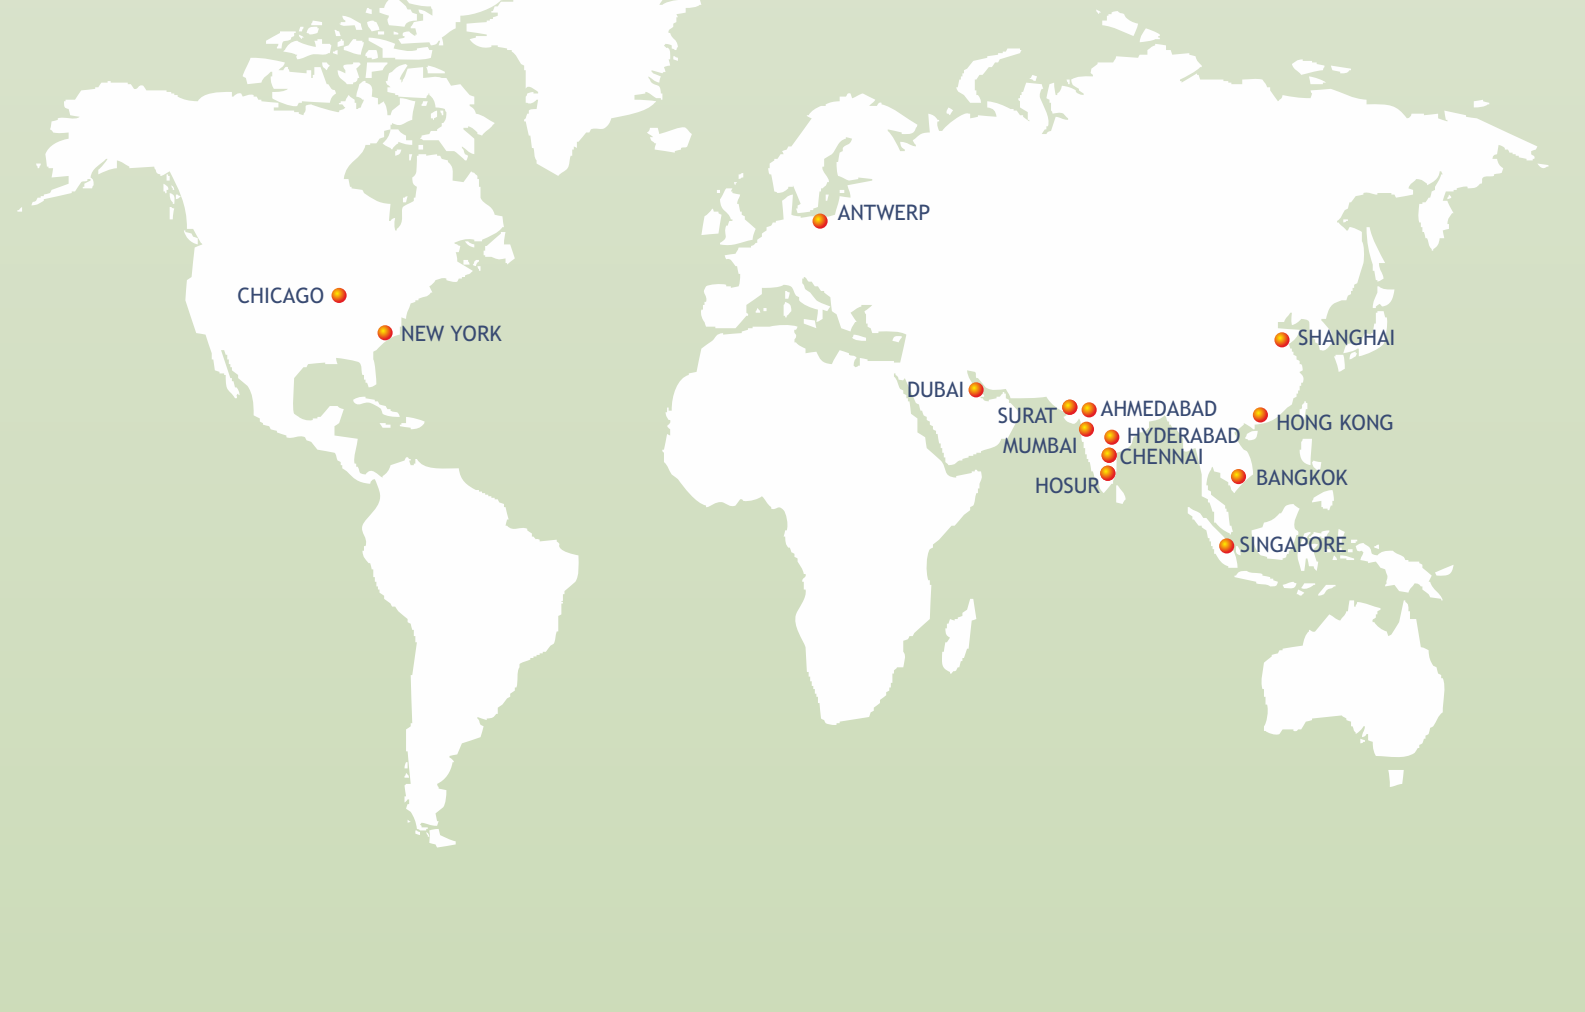 ANTWERP
CHICAGO
NEW YORK
SHANGHAI
DUBAI
SURAT
AHMEDABAD
HONG KONG
MUMBAI
HYDERABAD
CHENNAI
HOSUR
BANGKOK
SINGAPORE